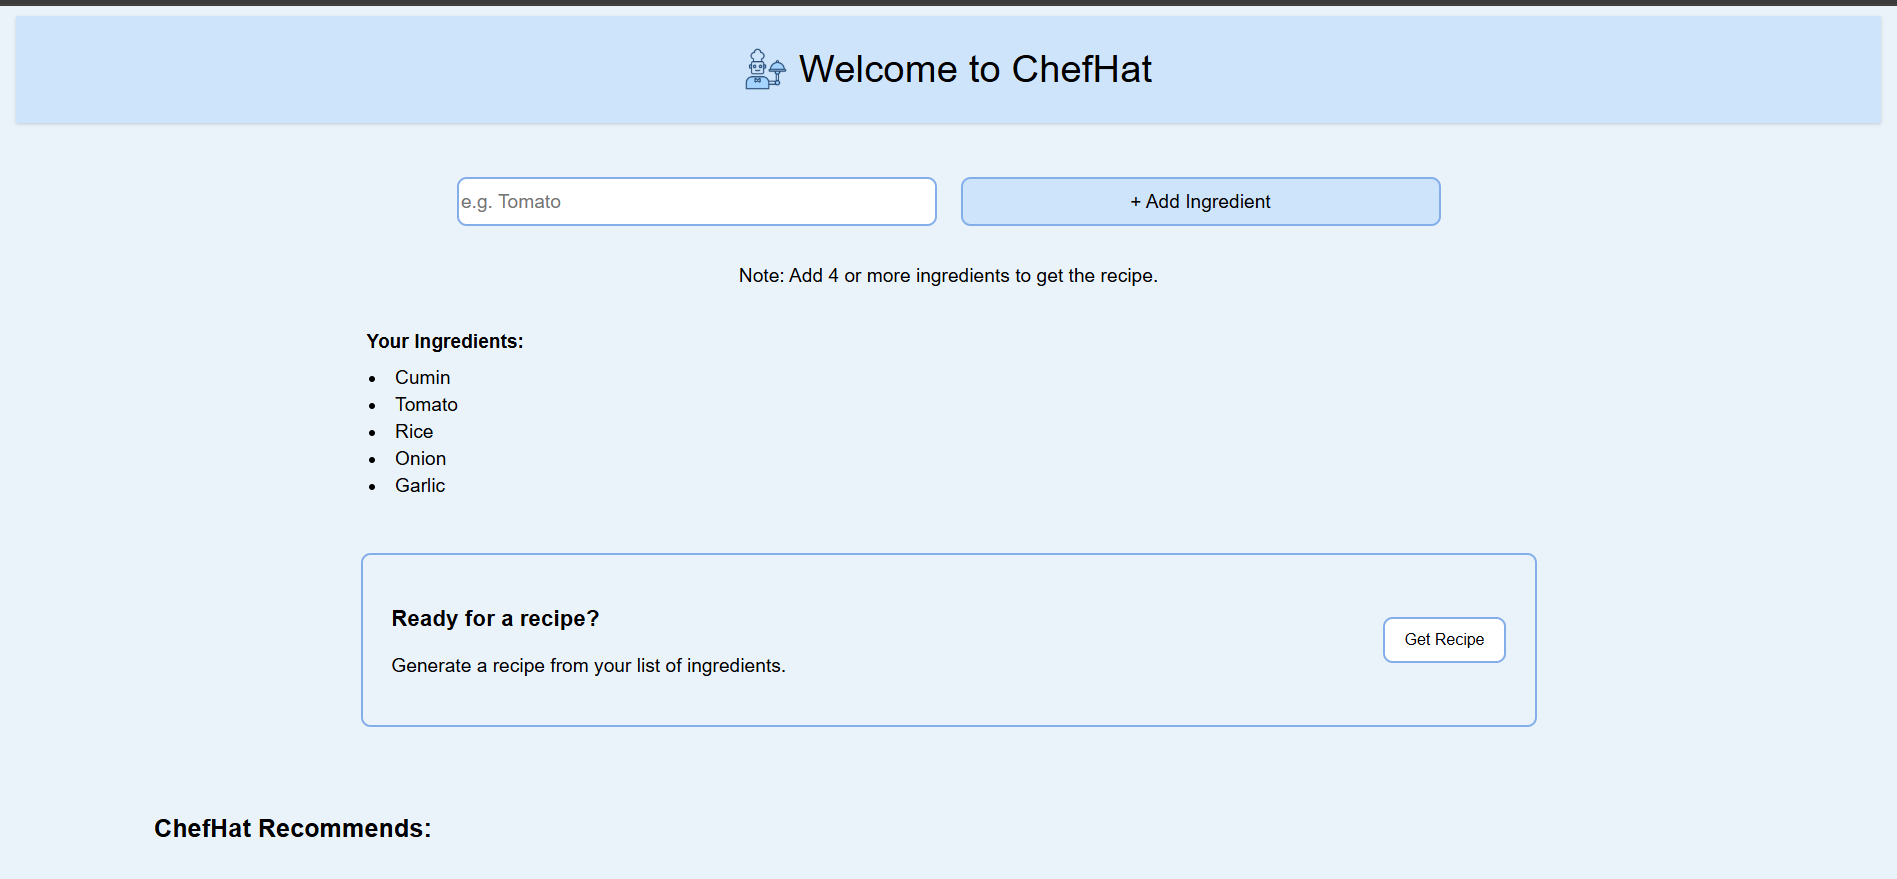 Welcome to ChefHat
e.g. Tomato
+ Add Ingredient
Note: Add 4 or more ingredients to get the recipe.
Your Ingredients:
Cumin
Tomato
Rice
Onion
Garlic
Ready for a recipe?
Generate a recipe from your list of ingredients.
Get Recipe
ChefHat Recommends: